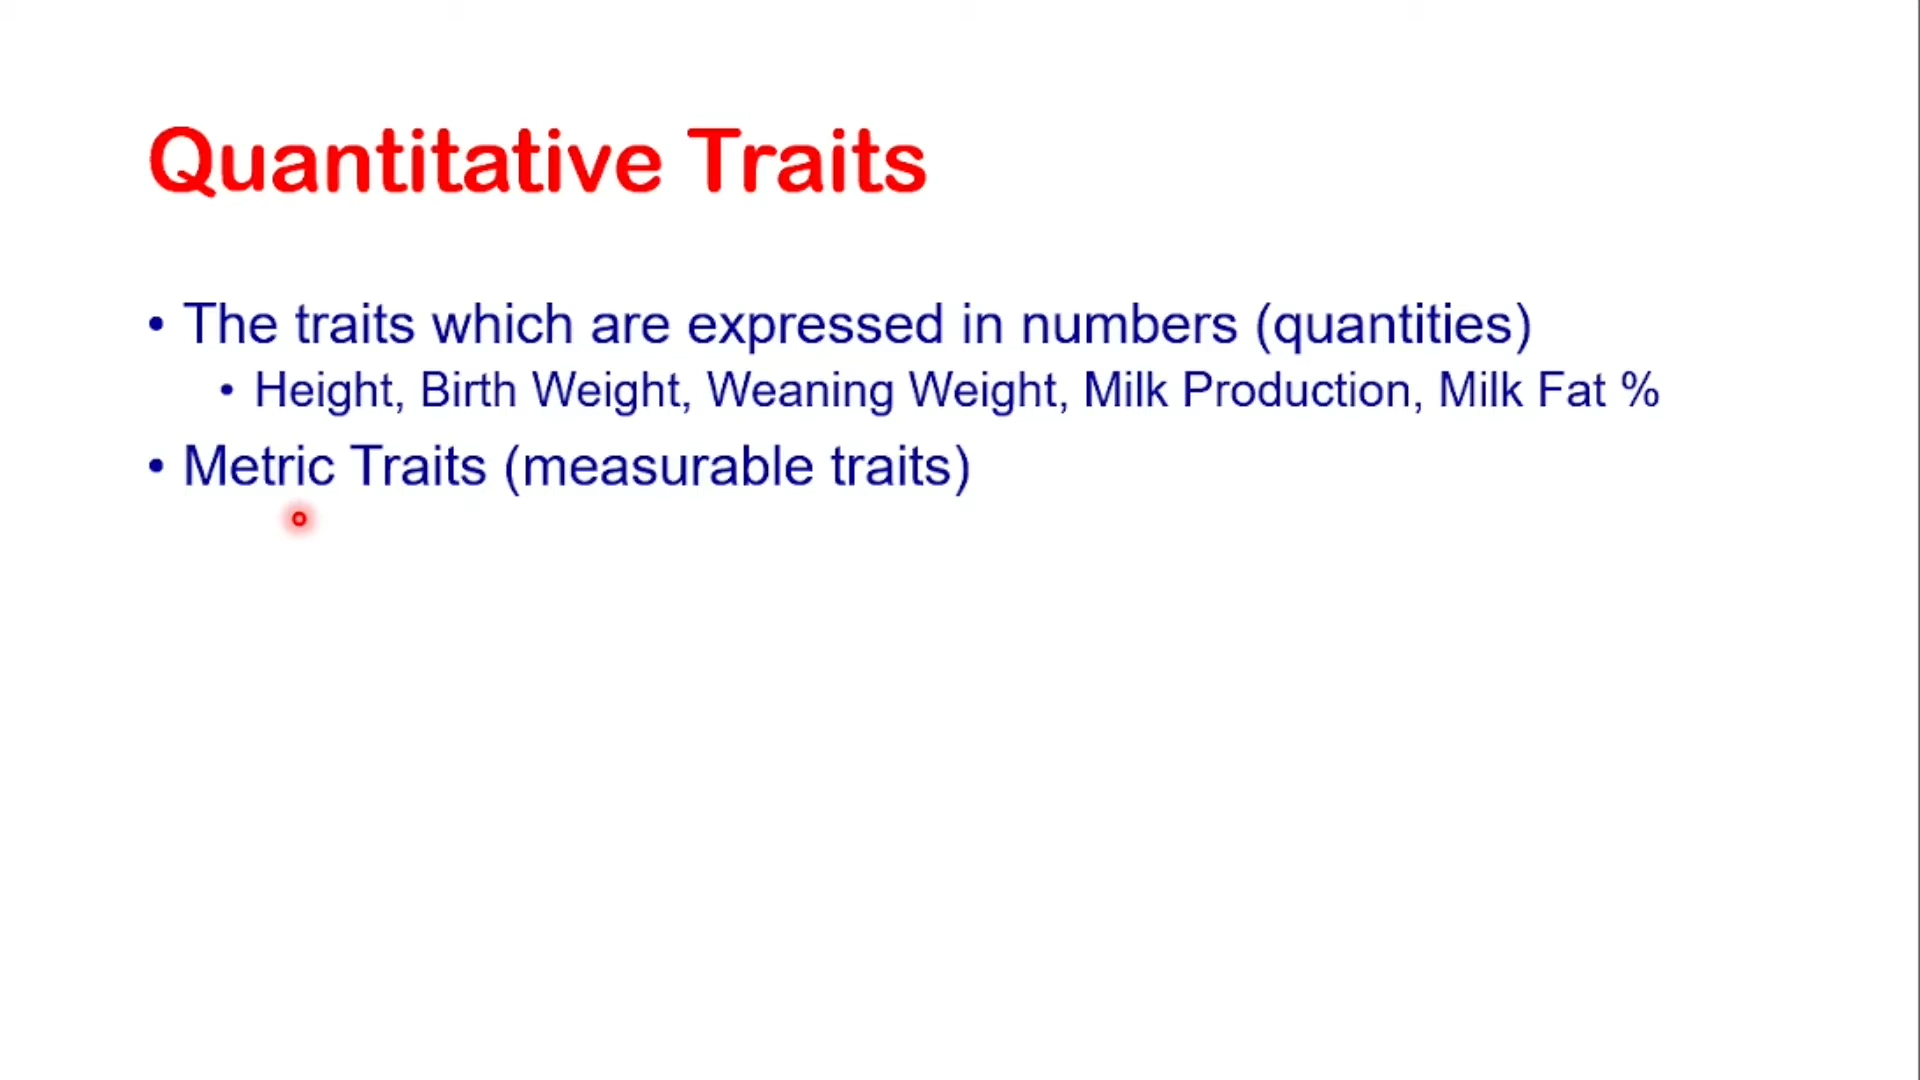 Quantitative Traits
• The traits which are expressed in numbers (quantities)
• Height, Birth Weight, Weaning Weight, Milk Production, Milk Fat %
• Metric Traits (measurable traits)